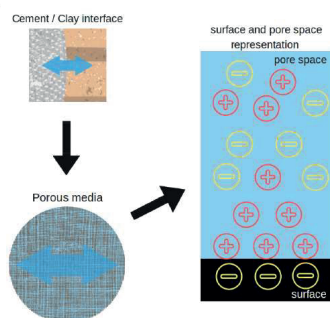 Cement / Clay interface
surface and pore space
representation
pore space
Porous media
surface